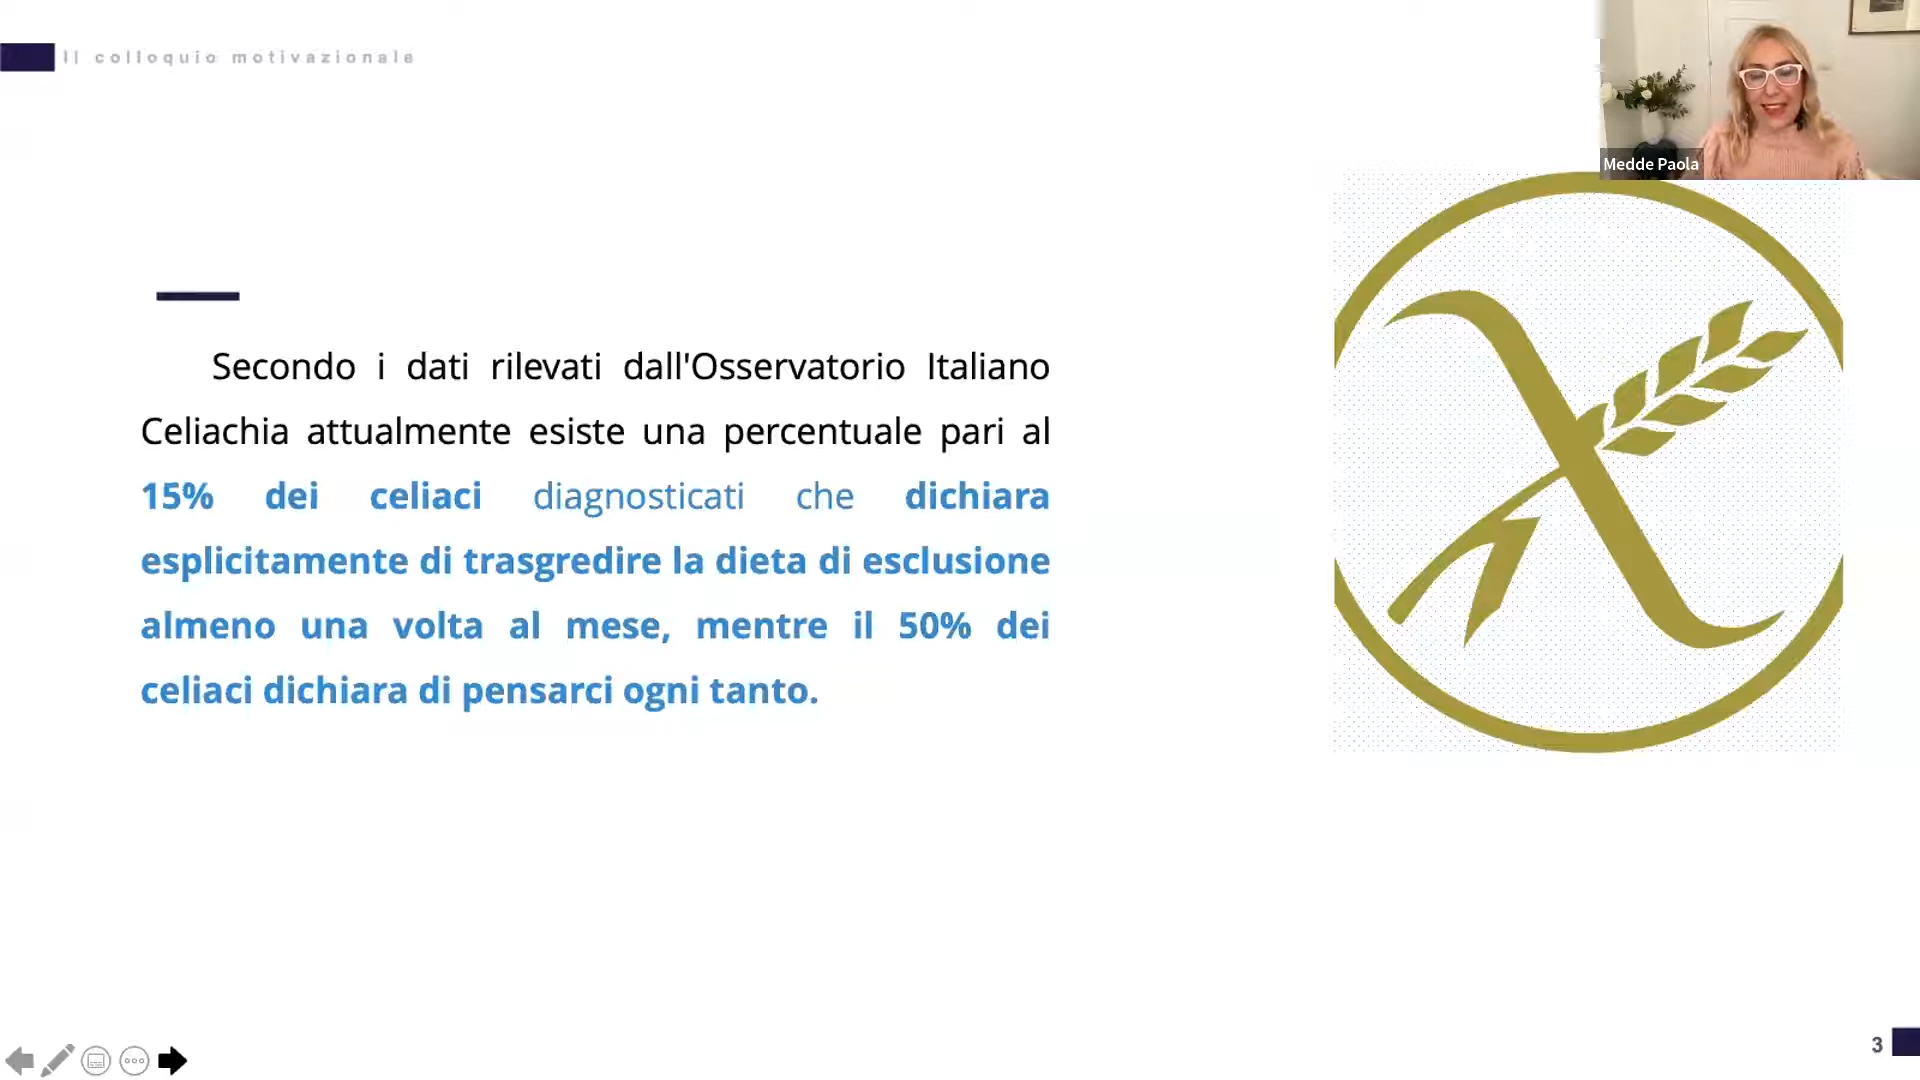 Il colloquio motivazionale
Medde Paola
Secondo i dati rilevati dall'Osservatorio Italiano
Celiachia attualmente esiste una percentuale pari al
15% dei celiaci diagnosticati che dichiara
esplicitamente di trasgredire la dieta di esclusione
almeno una volta al mese, mentre il 50% dei
celiaci dichiara di pensarci ogni tanto.
3